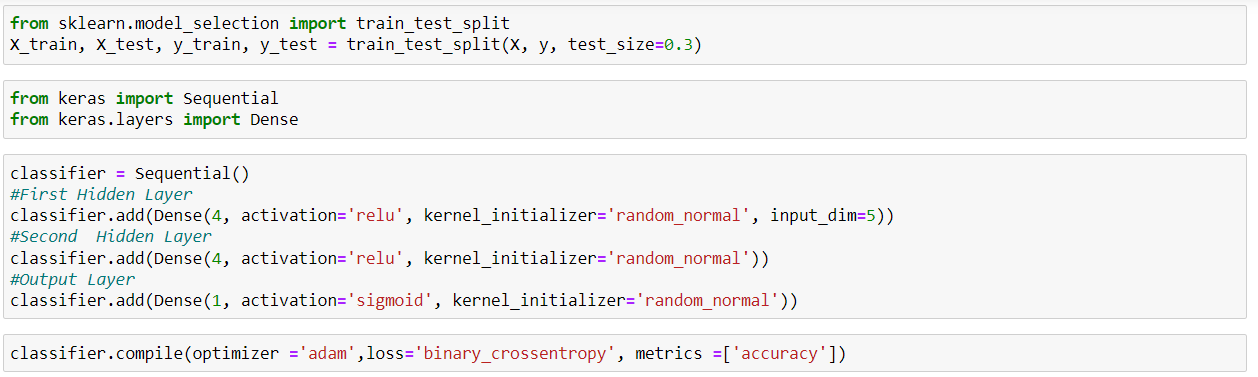 from sklearn.model_selection import train_test_split
X_train, X_test, y_train, y_test = train_test_split(X, y, test_size=0.3)
from keras import Sequential
from keras.layers import Dense
classifier = Sequential()
#First Hidden Layer
classifier.add(Dense(4, activation='relu', kernel_initializer='random_normal', input_dim=5))
#Second  Hidden Layer
classifier.add(Dense(4, activation='relu', kernel_initializer='random_normal'))
#Output Layer
classifier.add(Dense(1, activation='sigmoid', kernel_initializer='random_normal'))
classifier.compile(optimizer ='adam',loss='binary_crossentropy', metrics =['accuracy'])